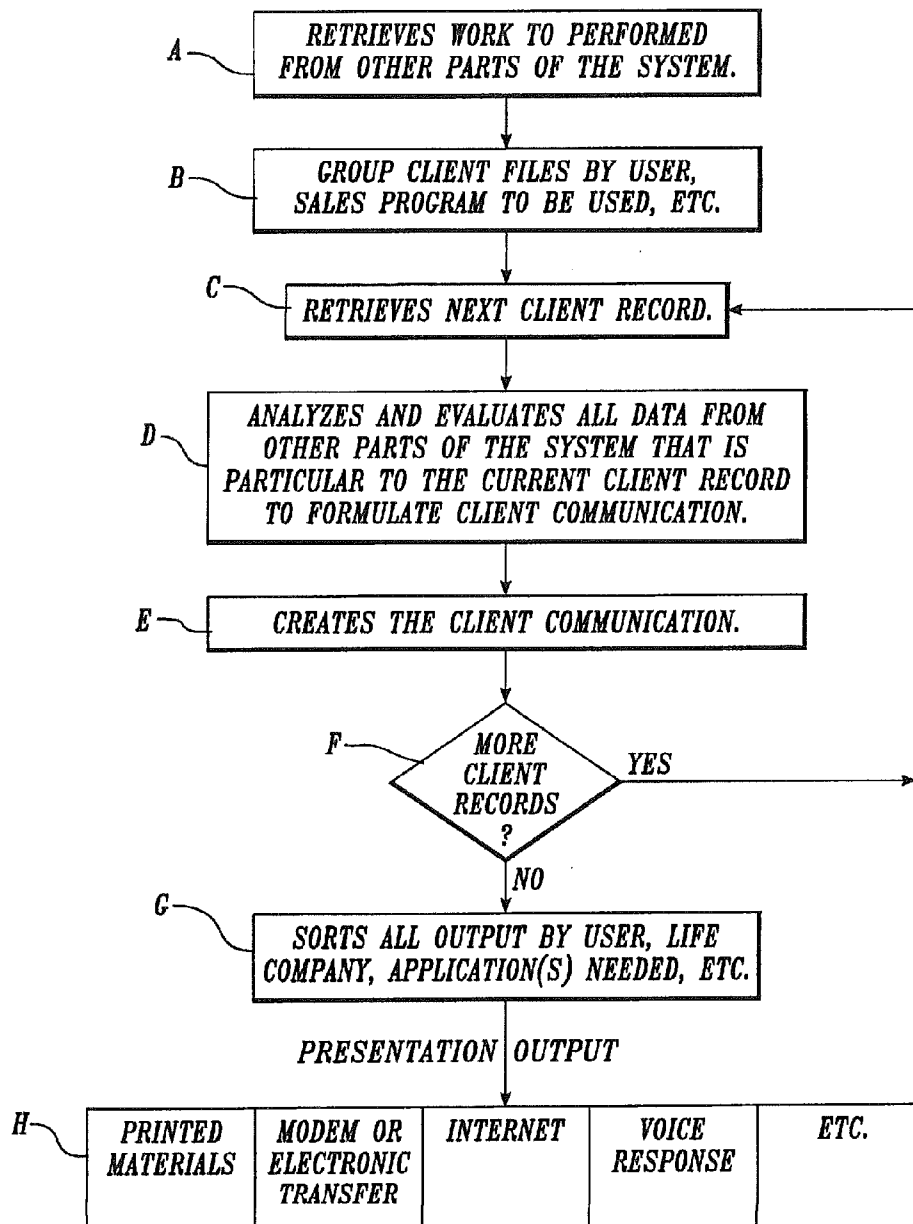 A
RETRIEVES WORK TO PERFORMED
FROM OTHER PARTS OF THE SYSTEM.
B
GROUP CLIENT FILES BY USER,
SALES PROGRAM TO BE USED, ETC.
C
RETRIEVES NEXT CLIENT RECORD.
D
ANALYZES AND EVALUATES ALL DATA FROM
OTHER PARTS OF THE SYSTEM THAT IS
PARTICULAR TO THE CURRENT CLIENT RECORD
TO FORMULATE CLIENT COMMUNICATION.
E
CREATES THE CLIENT COMMUNICATION.
F
MORE
CLIENT
RECORDS
?
YES
NO
G
SORTS ALL OUTPUT BY USER, LIFE
COMPANY, APPLICATION(S) NEEDED, ETC.
PRESENTATION OUTPUT
H
PRINTED
MATERIALS
MODEM OR
ELECTRONIC
TRANSFER
INTERNET
VOICE
RESPONSE
ETC.